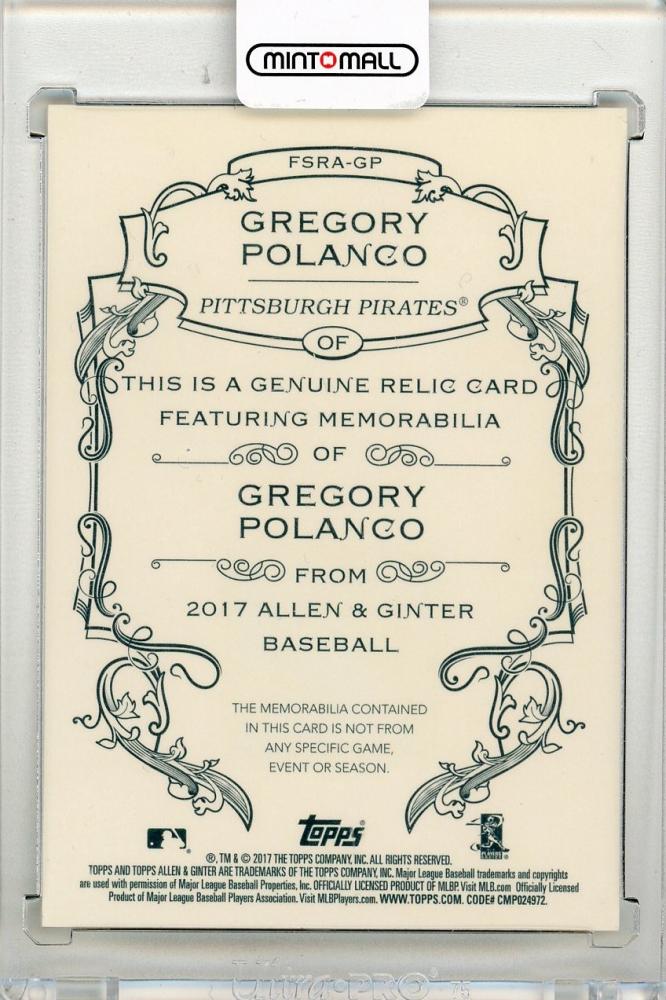 MINTOMALL
FSRA-GP
GREGORY
POLANCO
PITTSBURGH PIRATES®
OF
THIS IS A GENUINE RELIC CARD
FEATURING MEMORABILIA
OF
GREGORY
POLANCO
FROM
2017 ALLEN & GINTER
BASEBALL
THE MEMORABILIA CONTAINED
IN THIS CARD IS NOT FROM
ANY SPECIFIC GAME,
EVENT OR SEASON.
Topps®
®, TM & © 2017 THE TOPPS COMPANY, INC. ALL RIGHTS RESERVED.
TOPPS AND TOPPS ALLEN & GINTER ARE TRADEMARKS OF THE TOPPS COMPANY, INC. Major League Baseball trademarks and copyrights
are used with permission of Major League Baseball Properties, Inc. OFFICIALLY LICENSED PRODUCT OF MLBP. Visit MLB.com Officially Licensed
Product of Major League Baseball Players Association. Visit MLBPlayers.com. WWW.TOPPS.COM. CODE# CMP024972.
Ultra·PRO®